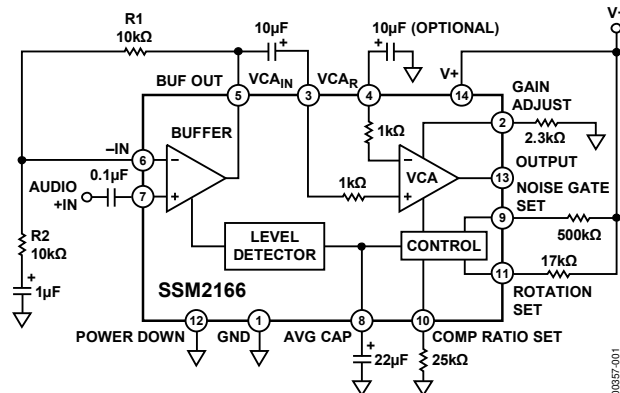 R1
10kΩ
10µF
+
10µF (OPTIONAL)
+
V+
BUF OUT
VCAIN
VCAR
V+
5
3
4
14
GAIN
ADJUST
2
2.3kΩ
BUFFER
1kΩ
–IN
6
–
0.1µF
AUDIO
+IN
7
+
1kΩ
–
VCA
+
OUTPUT
13
NOISE GATE
SET
9
500kΩ
R2
10kΩ
LEVEL
DETECTOR
CONTROL
17kΩ
11
ROTATION
SET
+
1µF
SSM2166
12
1
8
10
POWER DOWN
GND
AVG CAP
COMP RATIO SET
+
22µF
25kΩ
00357-001